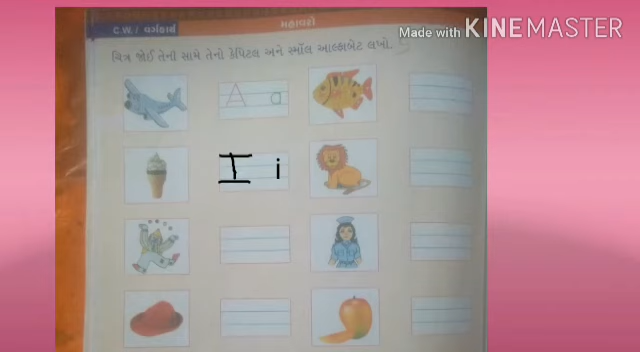 Made with KINEMASTER
C.W. / વર્ગકાર્ય
મહાવરો
ચિત્ર જોઈ તેની સામે તેનો કેપિટલ અને સ્મૉલ આલ્ફાબેટ લખો.
A a
I i